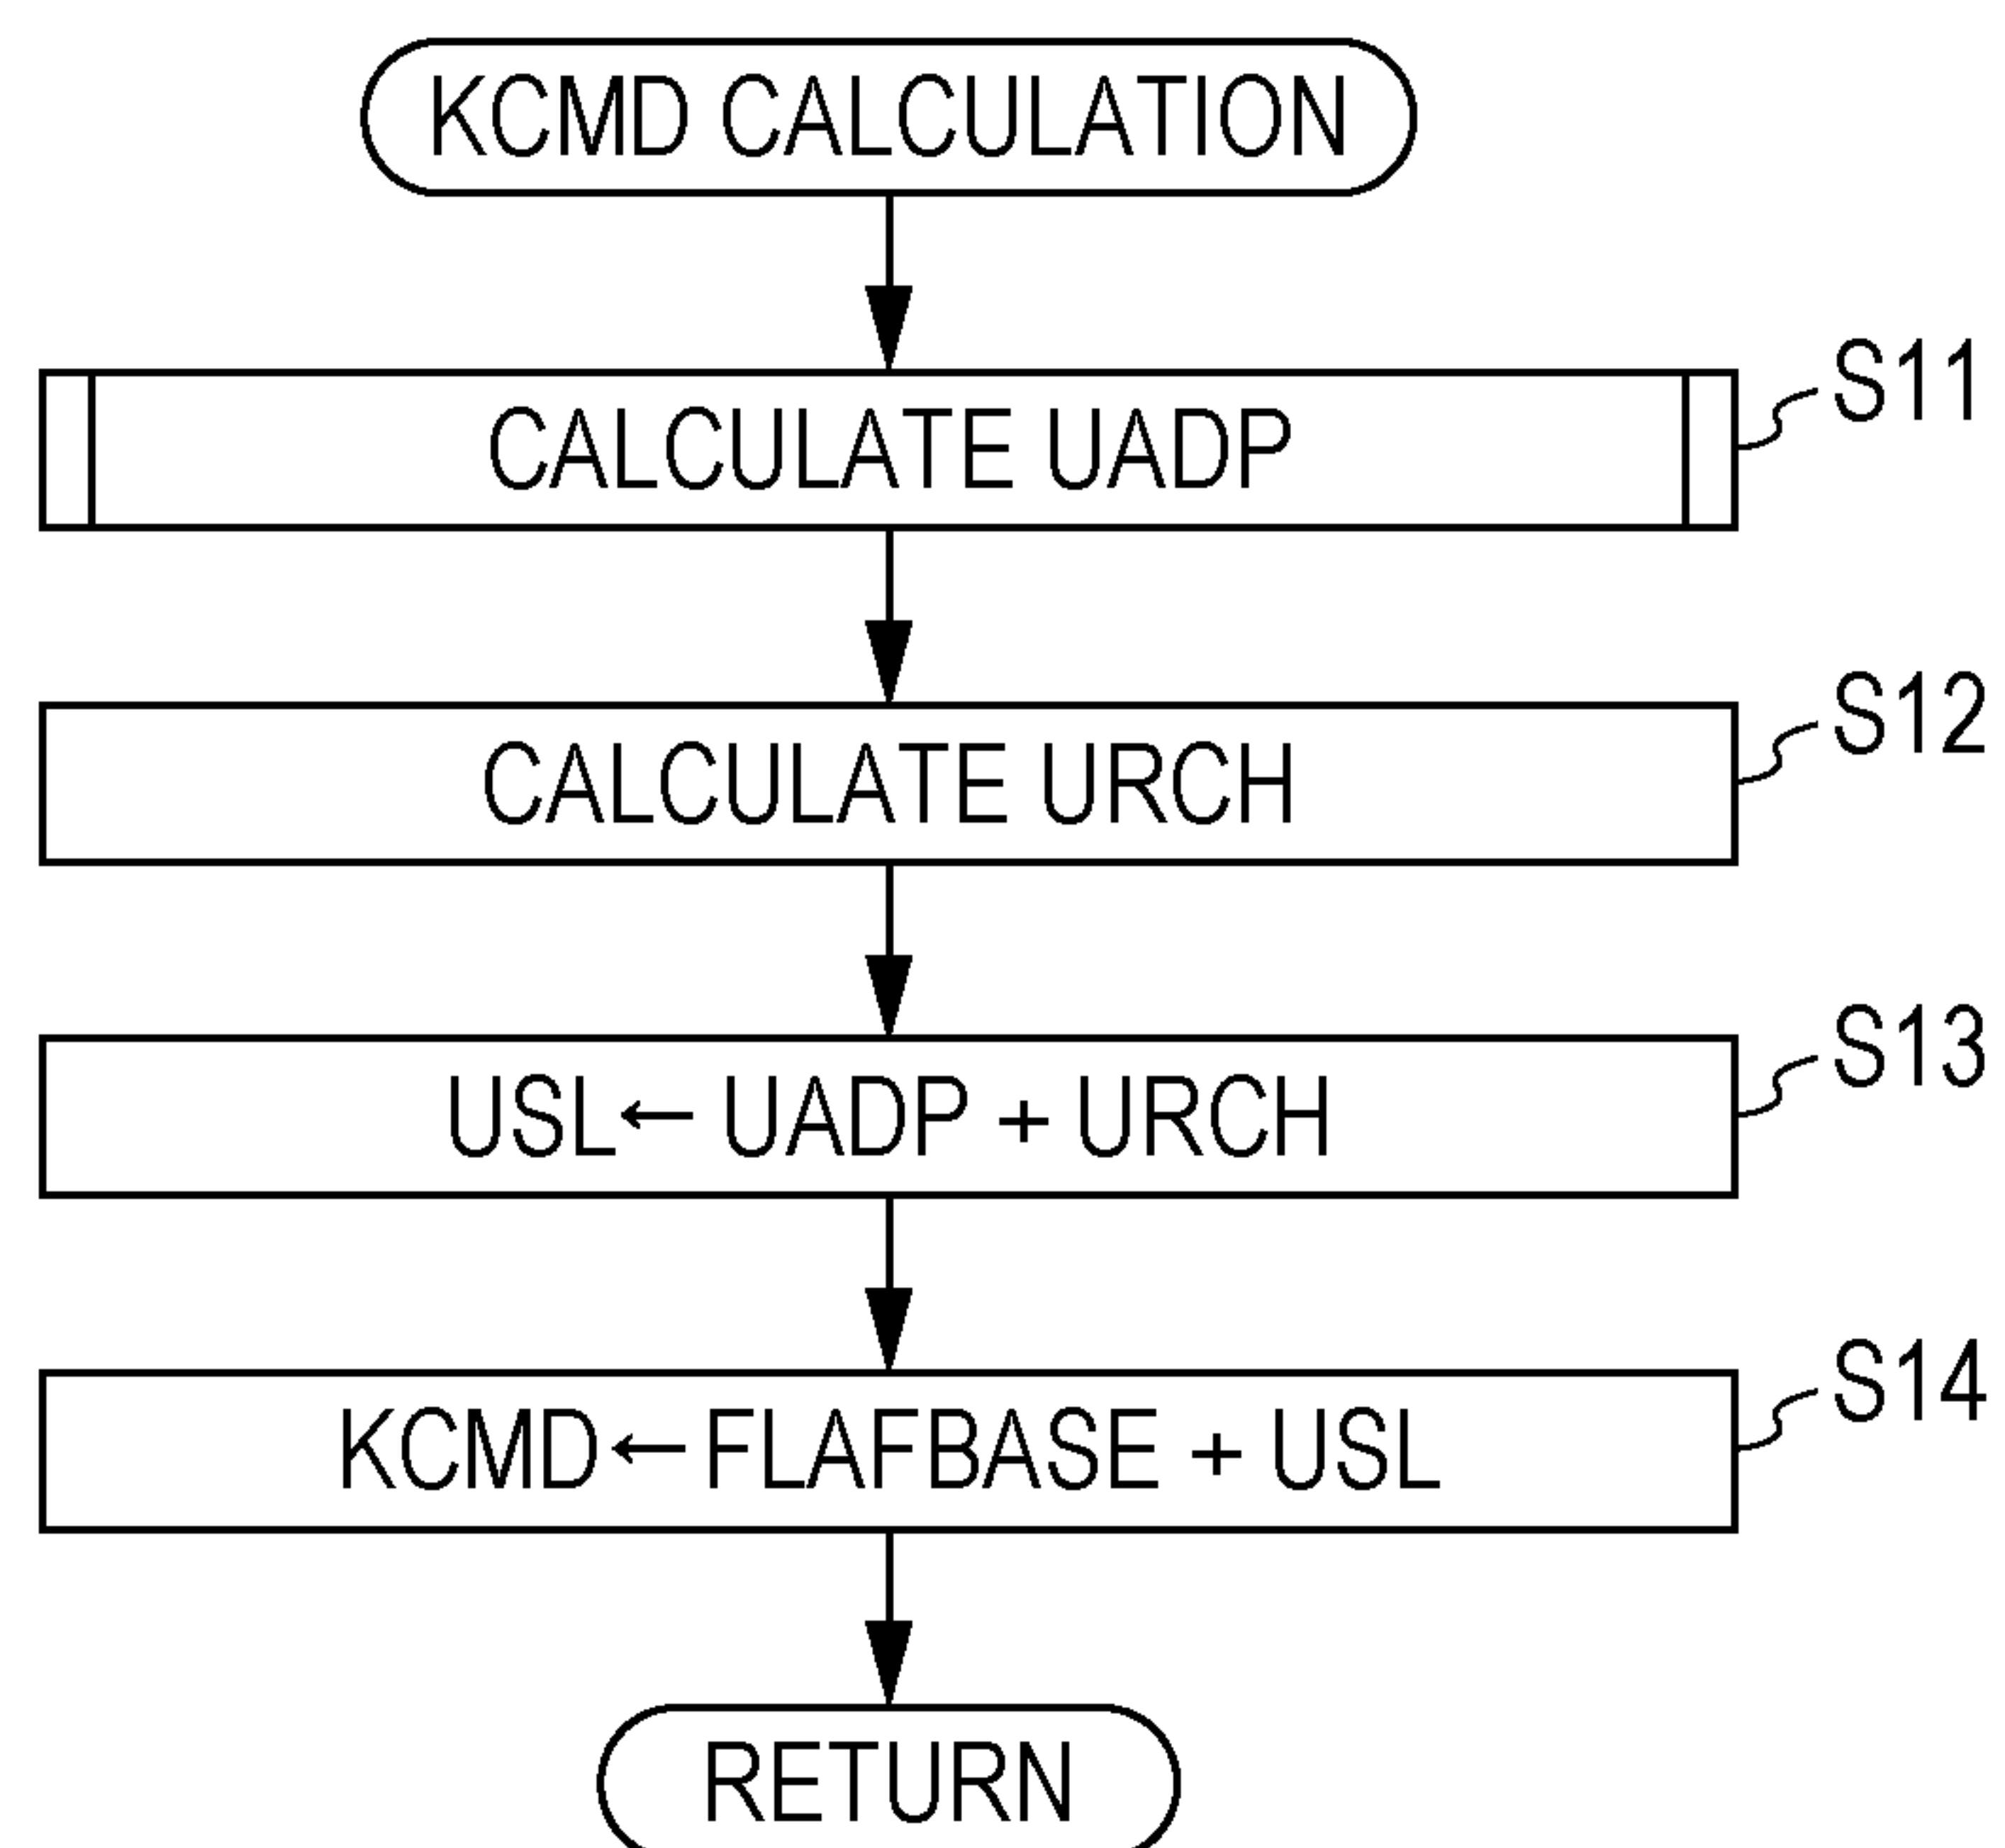 KCMD CALCULATION
S11
CALCULATE UADP
S12
CALCULATE URCH
S13
USL← UADP + URCH
S14
KCMD← FLAFBASE + USL
RETURN